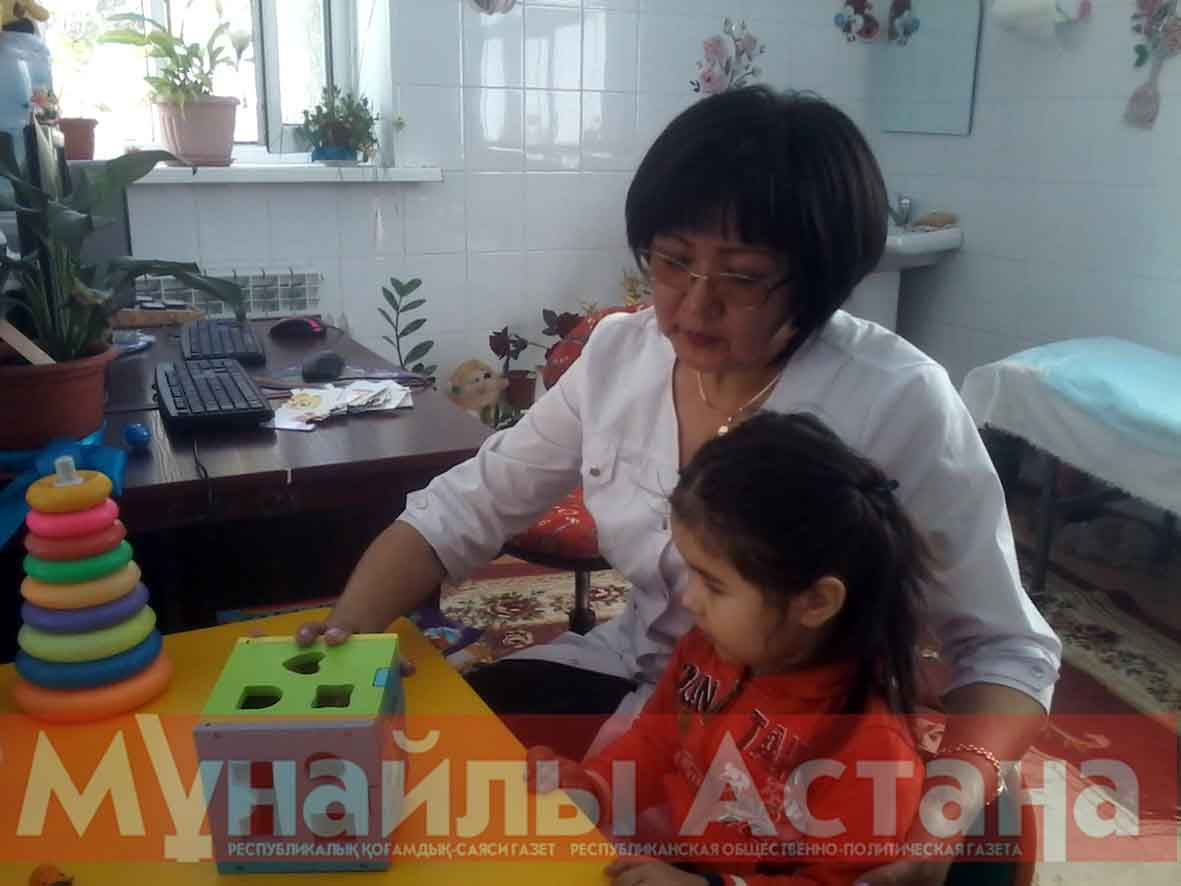 Мұнайлы Астана
РЕСПУБЛИКАЛЫҚ ҚОҒАМДЫҚ-САЯСИ ГАЗЕТ РЕСПУБЛИКАНСКАЯ ОБЩЕСТВЕННО-ПОЛИТИЧЕСКАЯ ГАЗЕТА